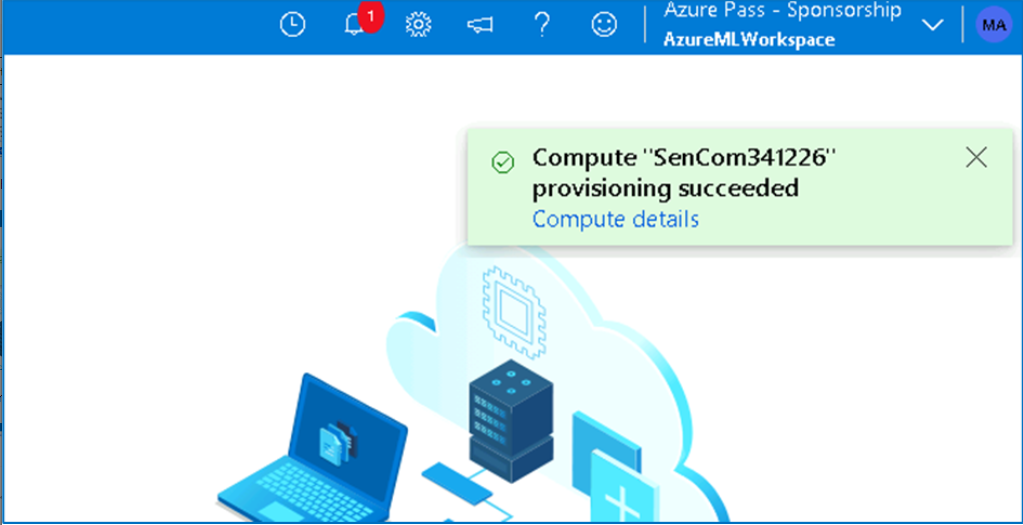 1
Azure Pass - Sponsorship
AzureMLWorkspace
MA
Compute "SenCom341226"
provisioning succeeded
Compute details